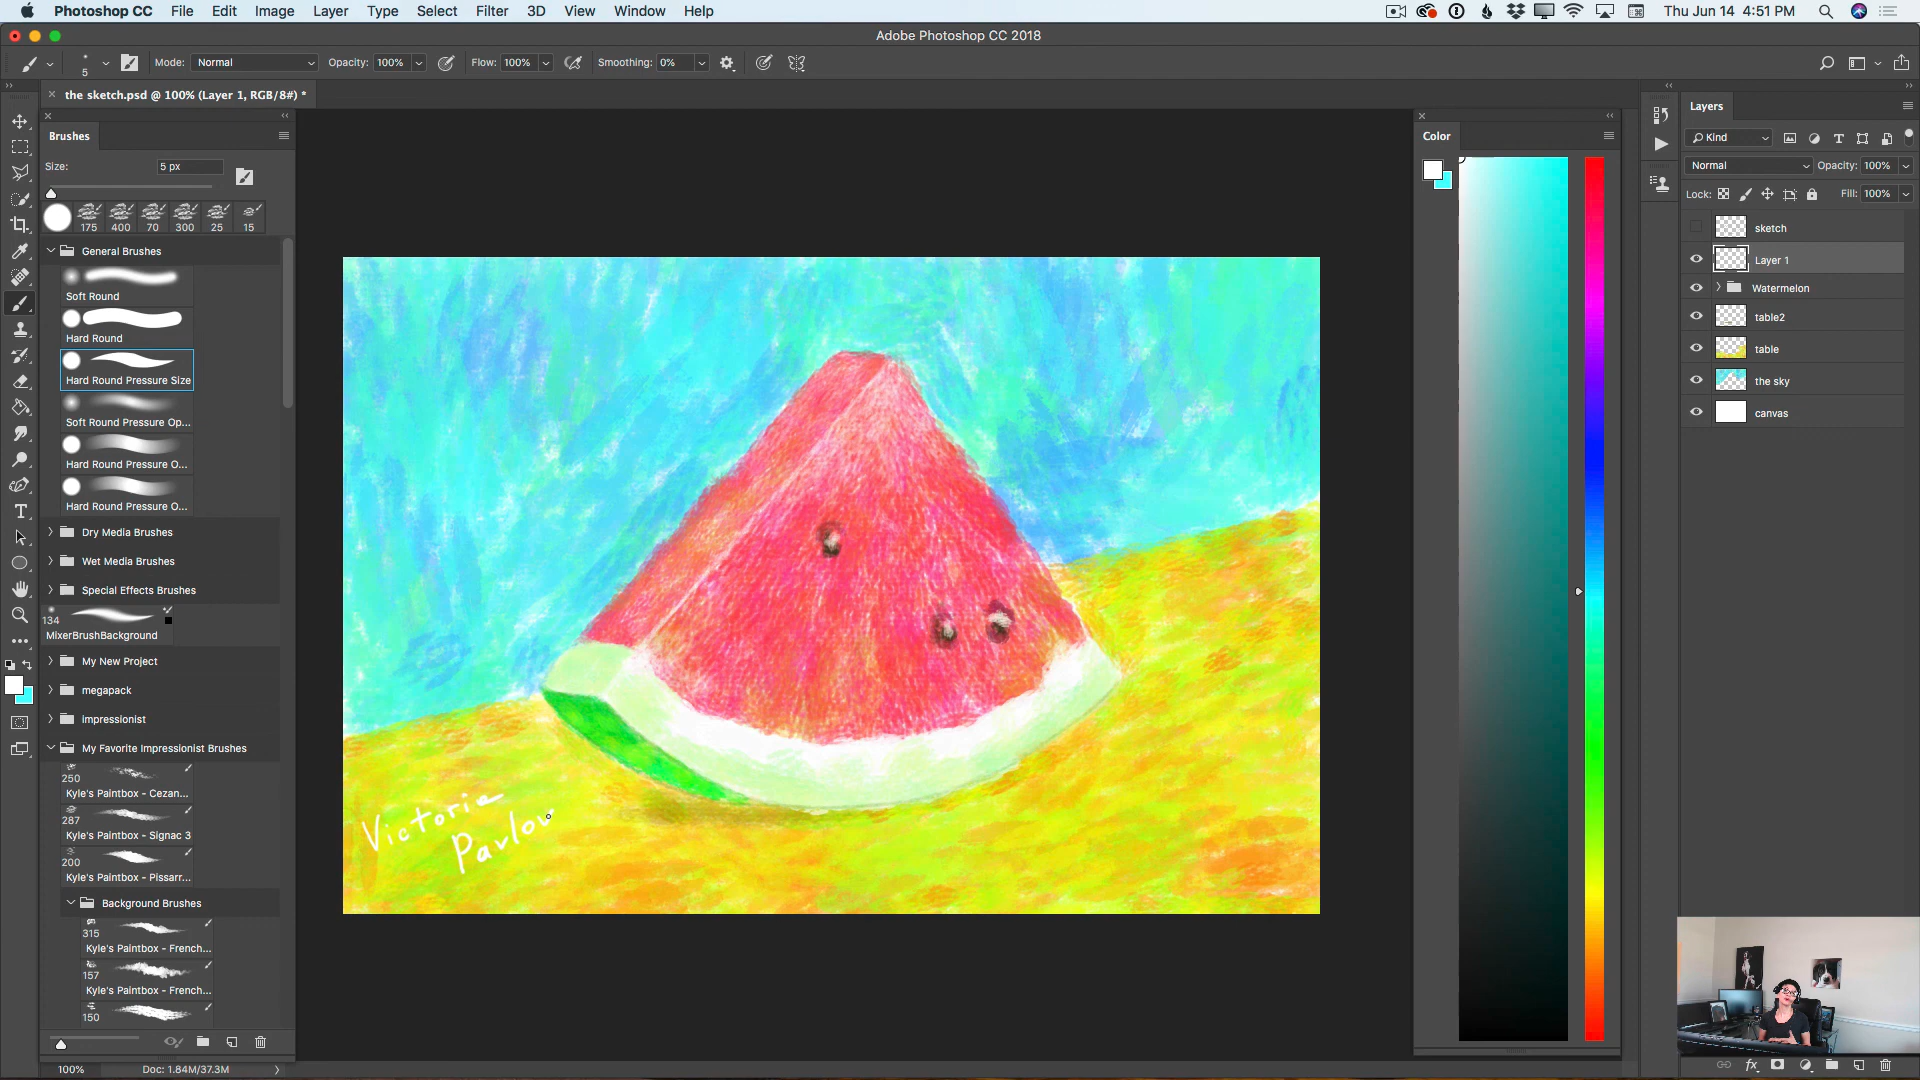 Photoshop CC File Edit Image Layer Type Select Filter 3D View Window Help Thu Jun 14 4:51 PM
Adobe Photoshop CC 2018
5 Mode: Normal Opacity: 100% Flow: 100% Smoothing: 0%
the sketch.psd @ 100% (Layer 1, RGB/8#) *
Brushes
Size: 5 px
175 400 70 300 25 15
General Brushes
Soft Round
Hard Round
Hard Round Pressure Size
Soft Round Pressure Op...
Hard Round Pressure O...
Hard Round Pressure O...
Dry Media Brushes
Wet Media Brushes
Special Effects Brushes
134
MixerBrushBackground
My New Project
megapack
impressionist
My Favorite Impressionist Brushes
250
Kyle's Paintbox - Cezan...
287
Kyle's Paintbox - Signac 3
200
Kyle's Paintbox - Pissarr...
Background Brushes
315
Kyle's Paintbox - French...
157
Kyle's Paintbox - French...
150
100% Doc: 1.84M/37.3M
Victoria
Pavlov
Color
Layers
Kind
Normal Opacity: 100%
Lock: Fill: 100%
sketch
Layer 1
Watermelon
table2
table
the sky
canvas
fx